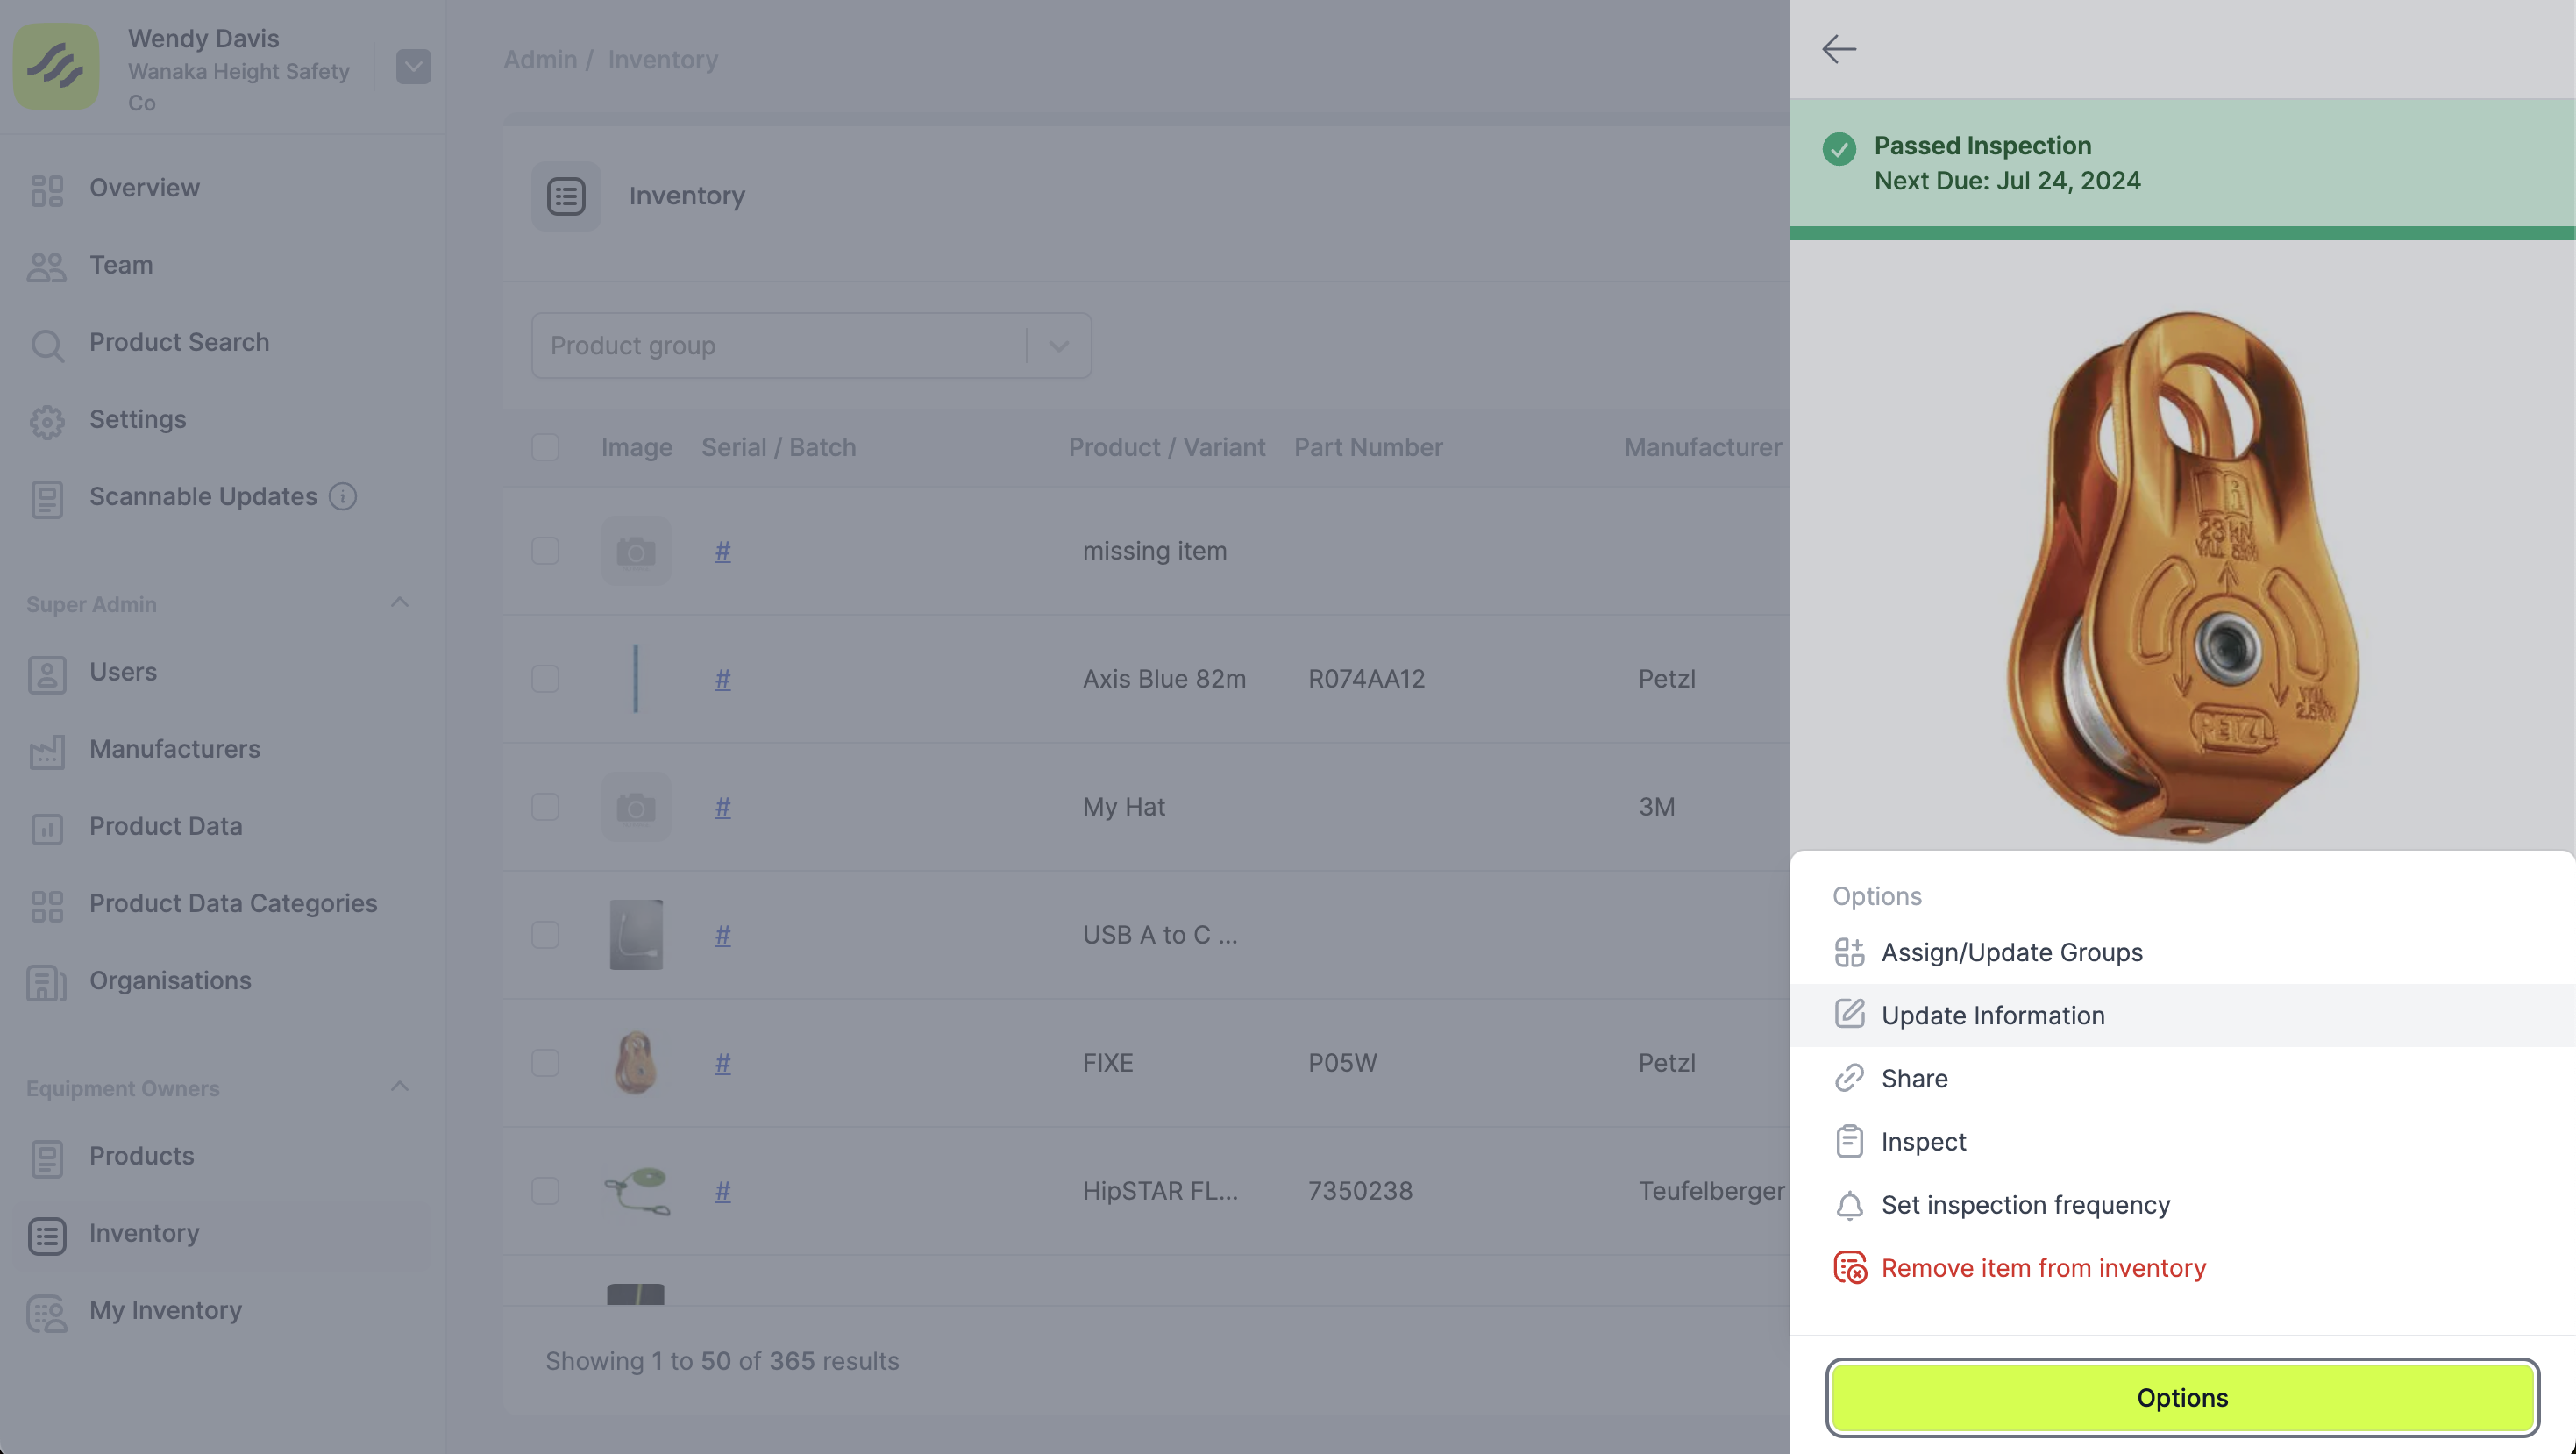 Wendy Davis
Wanaka Height Safety
Co
Overview
Team
Product Search
Settings
Scannable Updates
Super Admin
Users
Manufacturers
Product Data
Product Data Categories
Organisations
Equipment Owners
Products
Inventory
My Inventory
Admin / Inventory
Inventory
Product group
Image Serial / Batch Product / Variant Part Number Manufacturer
# missing item
# Axis Blue 82m R074AA12 Petzl
# My Hat 3M
# USB A to C ...
# FIXE P05W Petzl
# HipSTAR FL... 7350238 Teufelberger
Showing 1 to 50 of 365 results
Passed Inspection
Next Due: Jul 24, 2024
23 kN
PETZL
Options
Assign/Update Groups
Update Information
Share
Inspect
Set inspection frequency
Remove item from inventory
Options